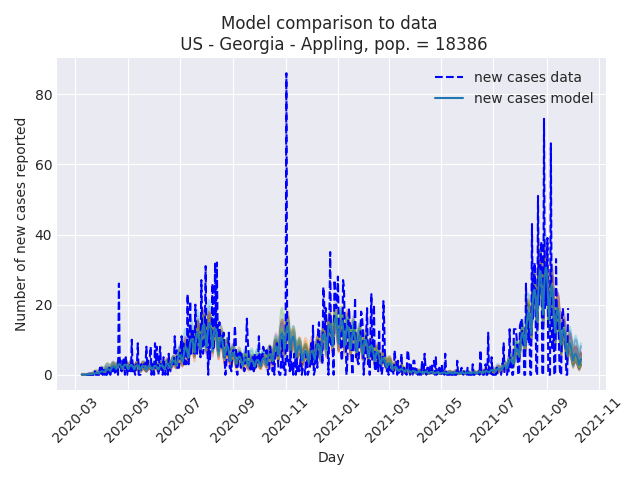 Model comparison to data
US - Georgia - Appling, pop. = 18386
new cases data
new cases model
Number of new cases reported
80
60
40
20
0
2020-03
2020-05
2020-07
2020-09
2020-11
2021-01
2021-03
2021-05
2021-07
2021-09
2021-11
Day